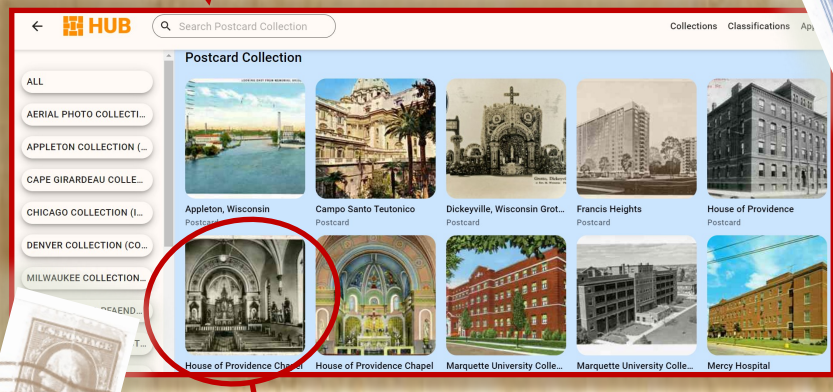 HUB
Search Postcard Collection
Collections Classifications
Postcard Collection
ALL
AERIAL PHOTO COLLECTI...
APPLETON COLLECTION (...
CAPE GIRARDEAU COLLE...
CHICAGO COLLECTION (I...
DENVER COLLECTION (CO...
MILWAUKEE COLLECTION...
Appleton, Wisconsin
Postcard
Campo Santo Teutonico
Postcard
Dickeyville, Wisconsin Grot...
Postcard
Francis Heights
Postcard
House of Providence
Postcard
House of Providence Chapel
House of Providence Chapel
Marquette University Colle...
Marquette University Colle...
Mercy Hospital
U.S. POSTAGE